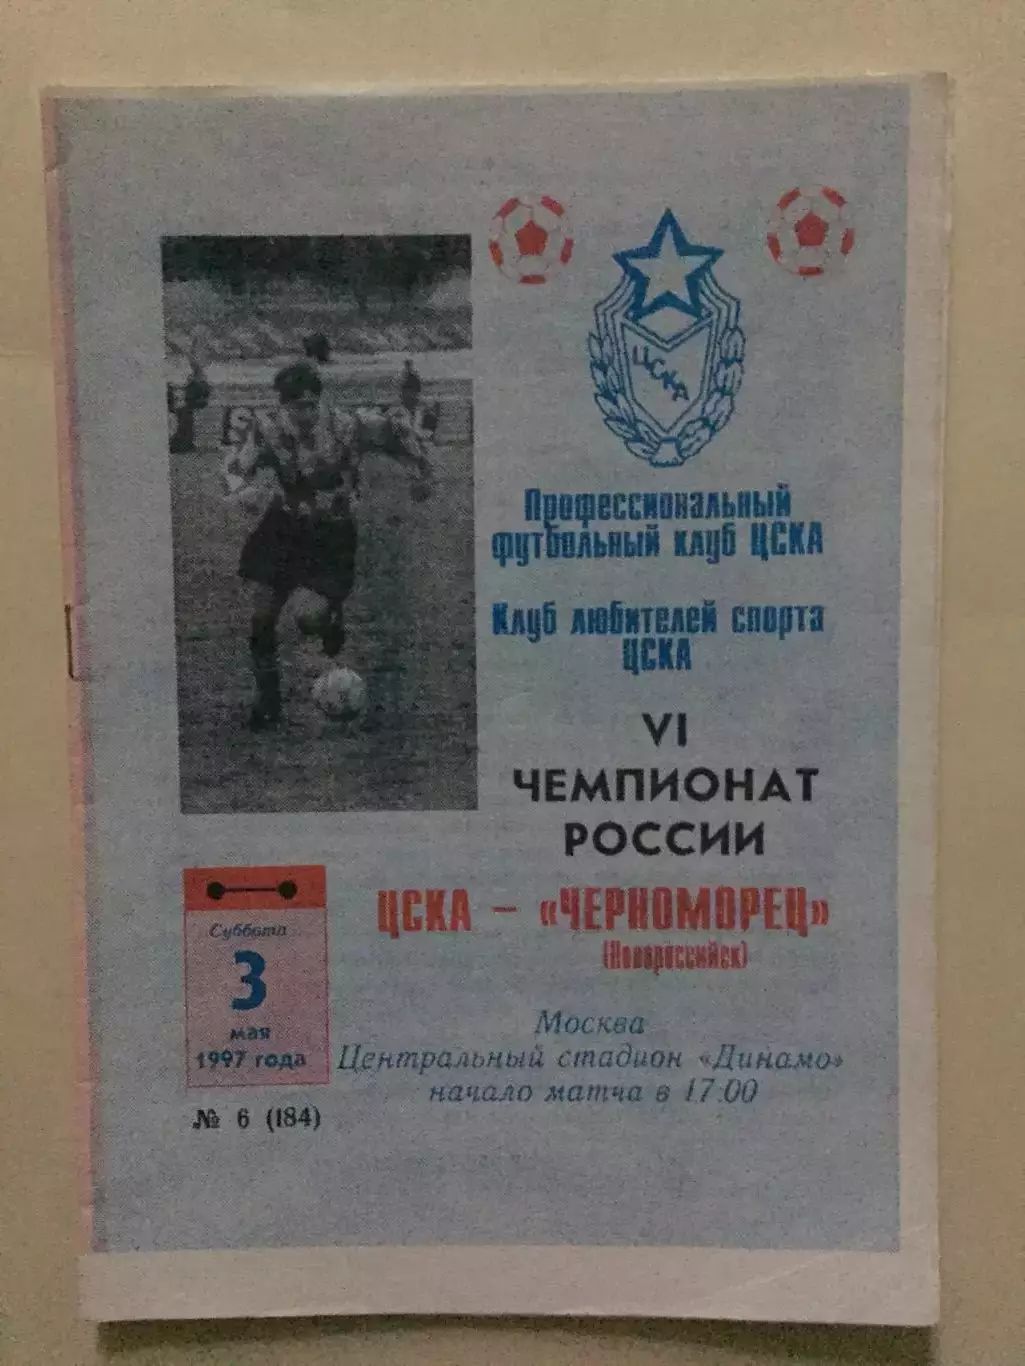 ЦСКА
Профессиональный
футбольный клуб ЦСКА
Клуб любителей спорта
ЦСКА
VI
ЧЕМПИОНАТ
РОССИИ
ЦСКА – «ЧЕРНОМОРЕЦ»
(Новороссийск)
Суббота
3
мая
1997 года
Москва
Центральный стадион «Динамо»
начало матча в 17:00
№ 6 (184)